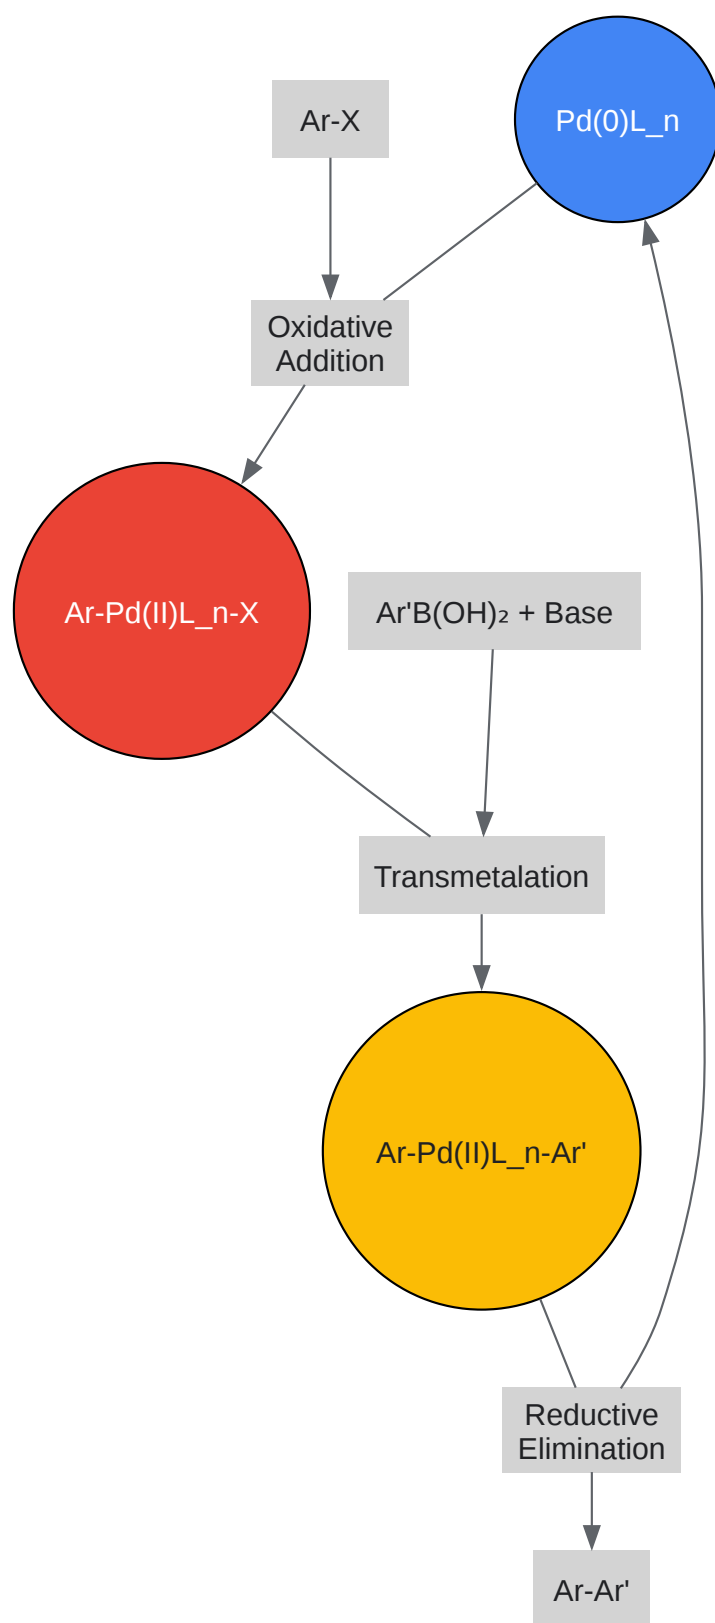 Ar-X
Pd(0)L_n
Oxidative
Addition
Ar-Pd(II)L_n-X
Ar'B(OH)₂ + Base
Transmetalation
Ar-Pd(II)L_n-Ar'
Reductive
Elimination
Ar-Ar'